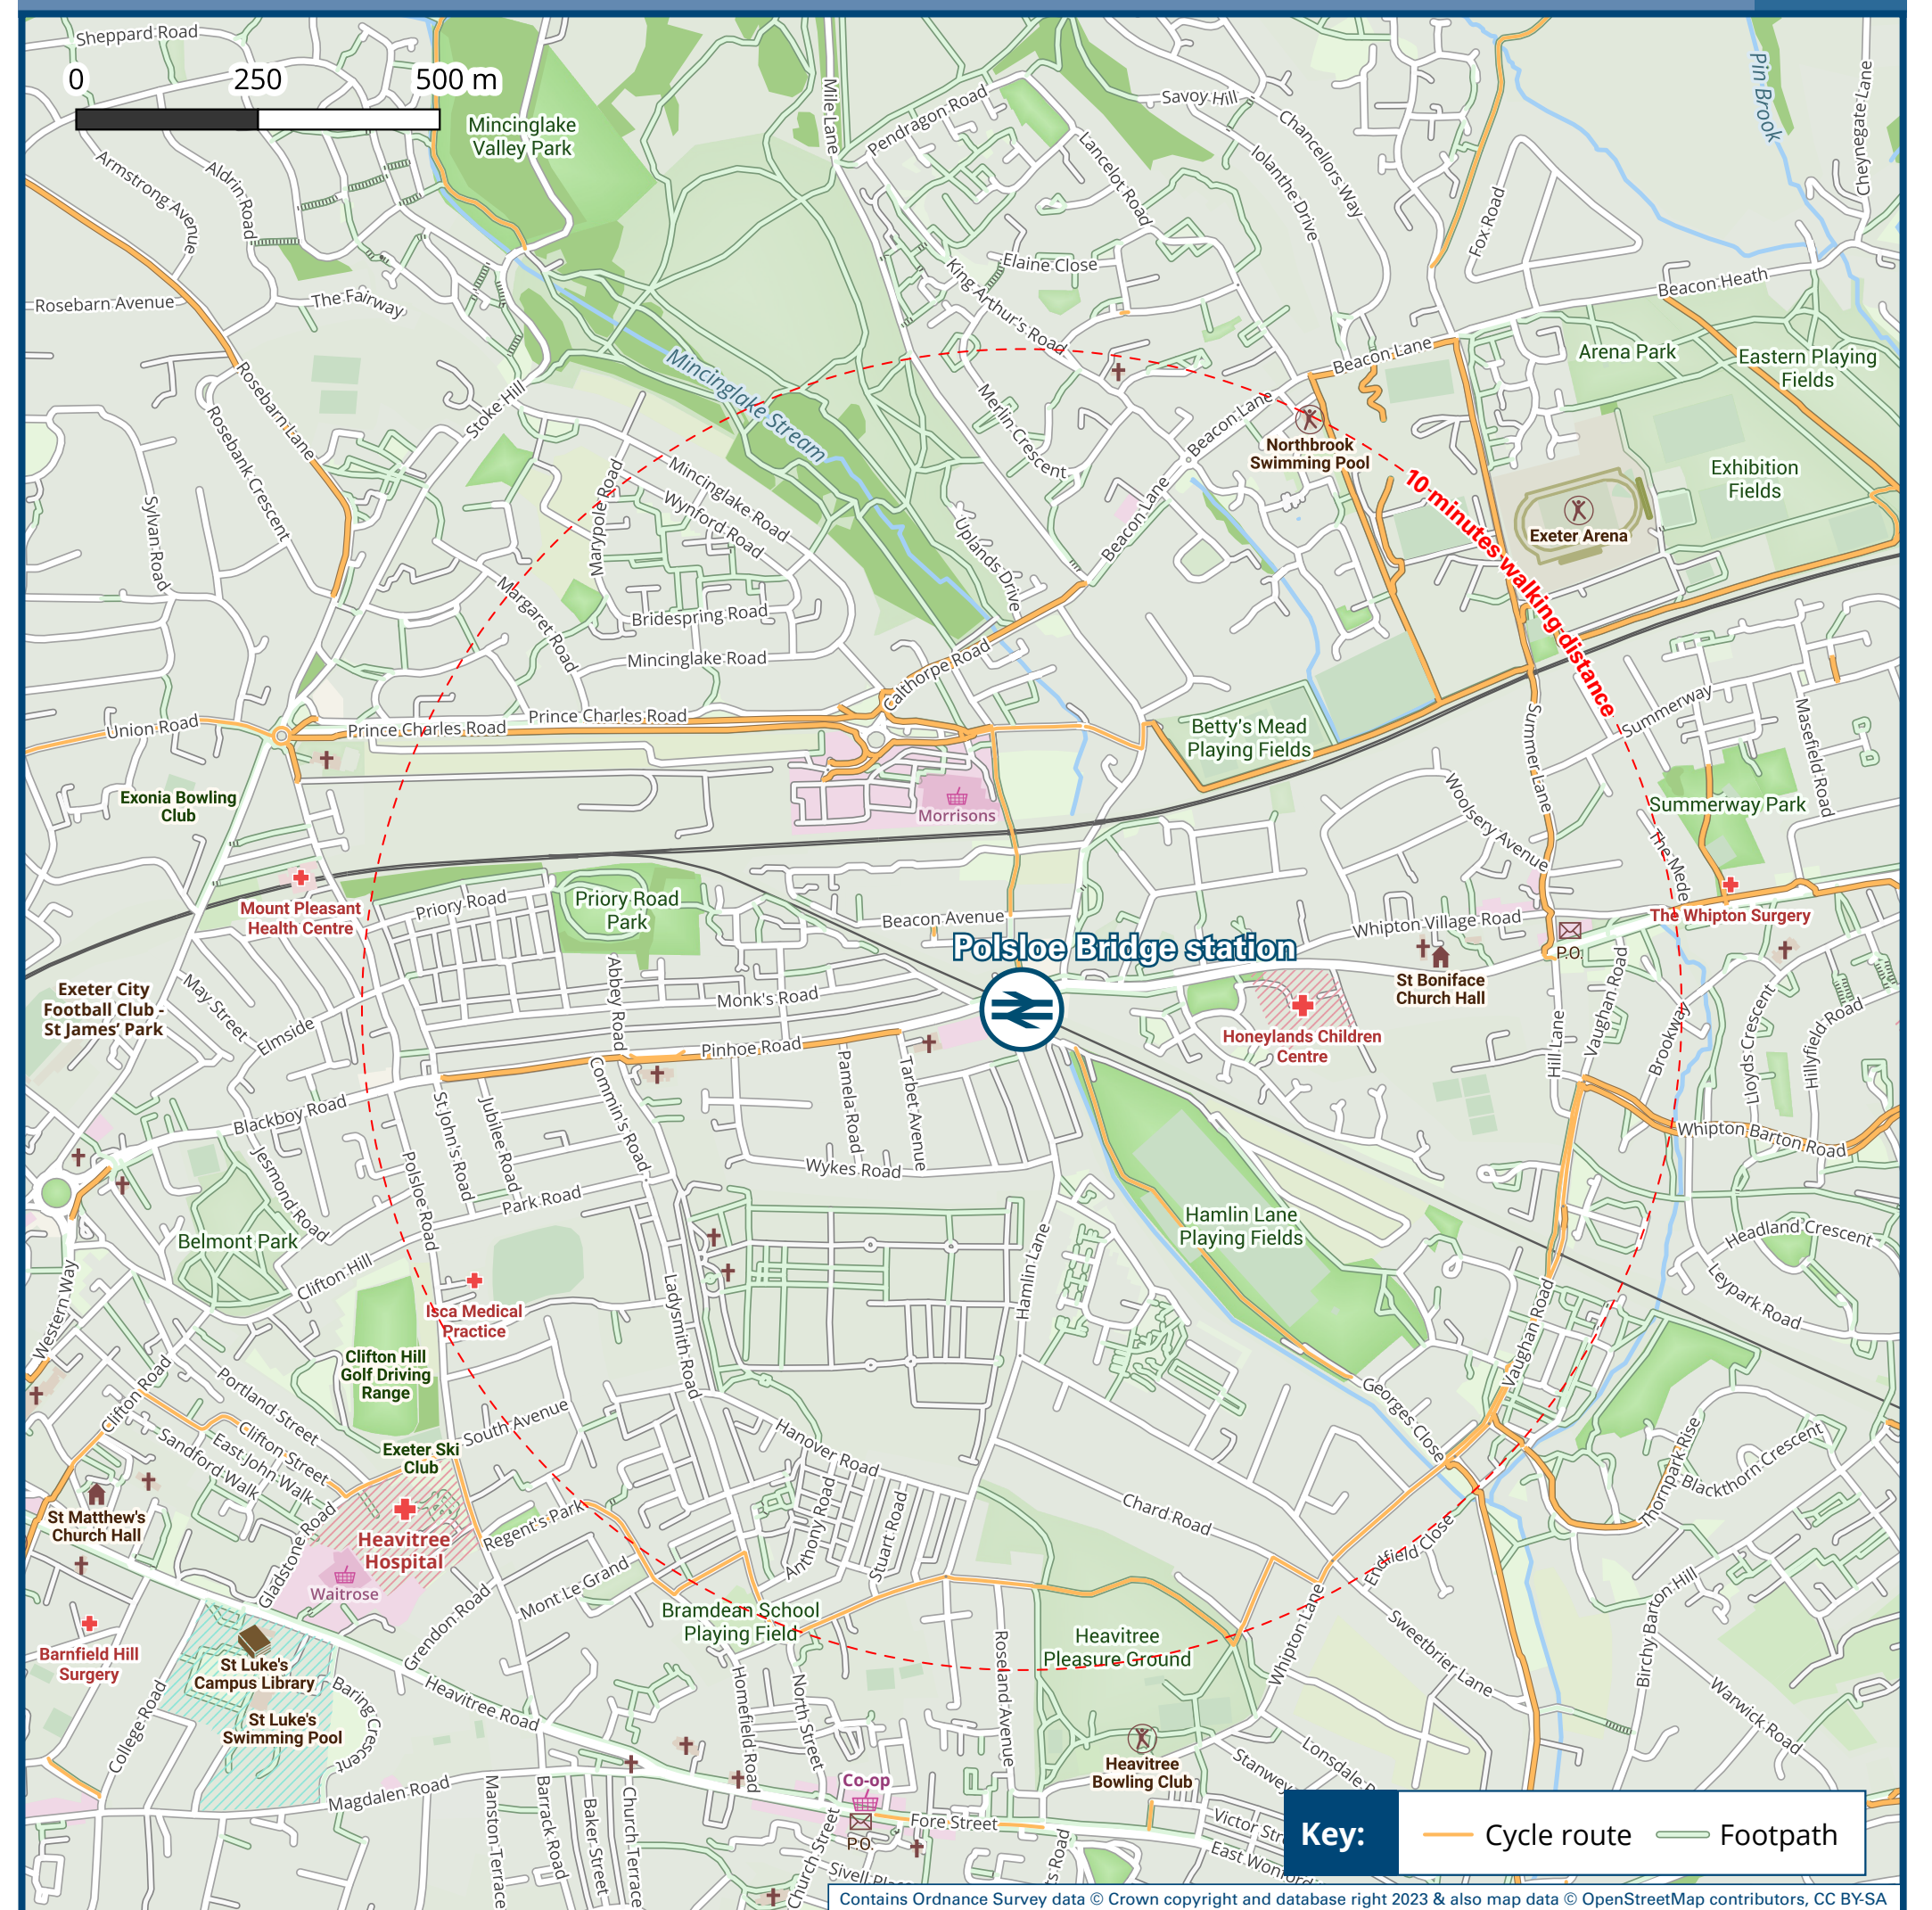 Sheppard Road
0 250 500 m
Mincinglake
Valley Park
Mile Lane
Pendragon Road
Savoy Hill
Chancellors Way
Pin Brook
Cheynegate Lane
Armstrong Avenue
Aldrin Road
Lancelot Road
Iolanthe Drive
Fox Road
Rosebarn Avenue
The Fairway
Elaine Close
King Arthur's Road
Beacon Heath
Rosebarn Lane
Mincinglake Stream
Beacon Lane
Arena Park
Eastern Playing
Fields
Rosebank Crescent
Stoke Hill
Merlin Crescent
Beacon Lane
Northbrook
Swimming Pool
10 minutes walking distance
Exhibition
Fields
Sylvan Road
Marypole Road
Mincinglake Road
Wynford Road
Uplands Drive
Beacon Lane
Exeter Arena
Margaret Road
Bridespring Road
Mincinglake Road
Calthorpe Road
Union Road
Prince Charles Road
Prince Charles Road
Betty's Mead
Playing Fields
Summer Lane
Summerway
Masefield Road
Exonia Bowling
Club
Morrisons
Woolsery Avenue
Summerway Park
The Mede
Mount Pleasant
Health Centre
Priory Road
Priory Road
Park
Beacon Avenue
Whipton Village Road
The Whipton Surgery
Polsloe Bridge station
P.O.
Exeter City
Football Club -
St James' Park
May Street
Elmside
Abbey Road
Monk's Road
St Boniface
Church Hall
Honeylands Children
Centre
Hill Lane
Vaughan Road
Brookway
Lloyds Crescent
Hillyfield Road
Pinhoe Road
Blackboy Road
St John's Road
Jubilee Road
Commin's Road
Pamela Road
Tarbet Avenue
Whipton Barton Road
Jesmond Road
Polsloe Road
Park Road
Wykes Road
Belmont Park
Clifton Hill
Hamlin Lane
Playing Fields
Headland Crescent
Western Way
Isca Medical
Practice
Ladysmith Road
Hamlin Lane
Leypark Road
Clifton Hill
Golf Driving
Range
Vaughan Road
Clifton Road
Portland Street
Georges Close
Clifton Street
East John Walk
Sandford Walk
Exeter Ski
Club
South Avenue
Hanover Road
Thornpark Rise
Blackthorn Crescent
St Matthew's
Church Hall
Gladstone Road
Heavitree
Hospital
Regent's Park
Anthony Road
Stuart Road
Chard Road
Endfield Close
Waitrose
Mont Le Grand
Grendon Road
Bramdean School
Playing Field
Heavitree
Pleasure Ground
Whipton Lane
Sweetbrier Lane
Birchy Barton Hill
Barnfield Hill
Surgery
St Luke's
Campus Library
Baring Crescent
Heavitree Road
Roseland Avenue
Warwick Road
St Luke's
Swimming Pool
College Road
Homefield Road
North Street
Heavitree
Bowling Club
Lonsdale
Stanwey
Magdalen Road
Manston Terrace
Barrack Road
Baker Street
Church Terrace
Co-op
P.O.
Fore Street
Victor
Church Street
Key: Cycle route Footpath
Contains Ordnance Survey data © Crown copyright and database right 2023 & also map data © OpenStreetMap contributors, CC BY-SA